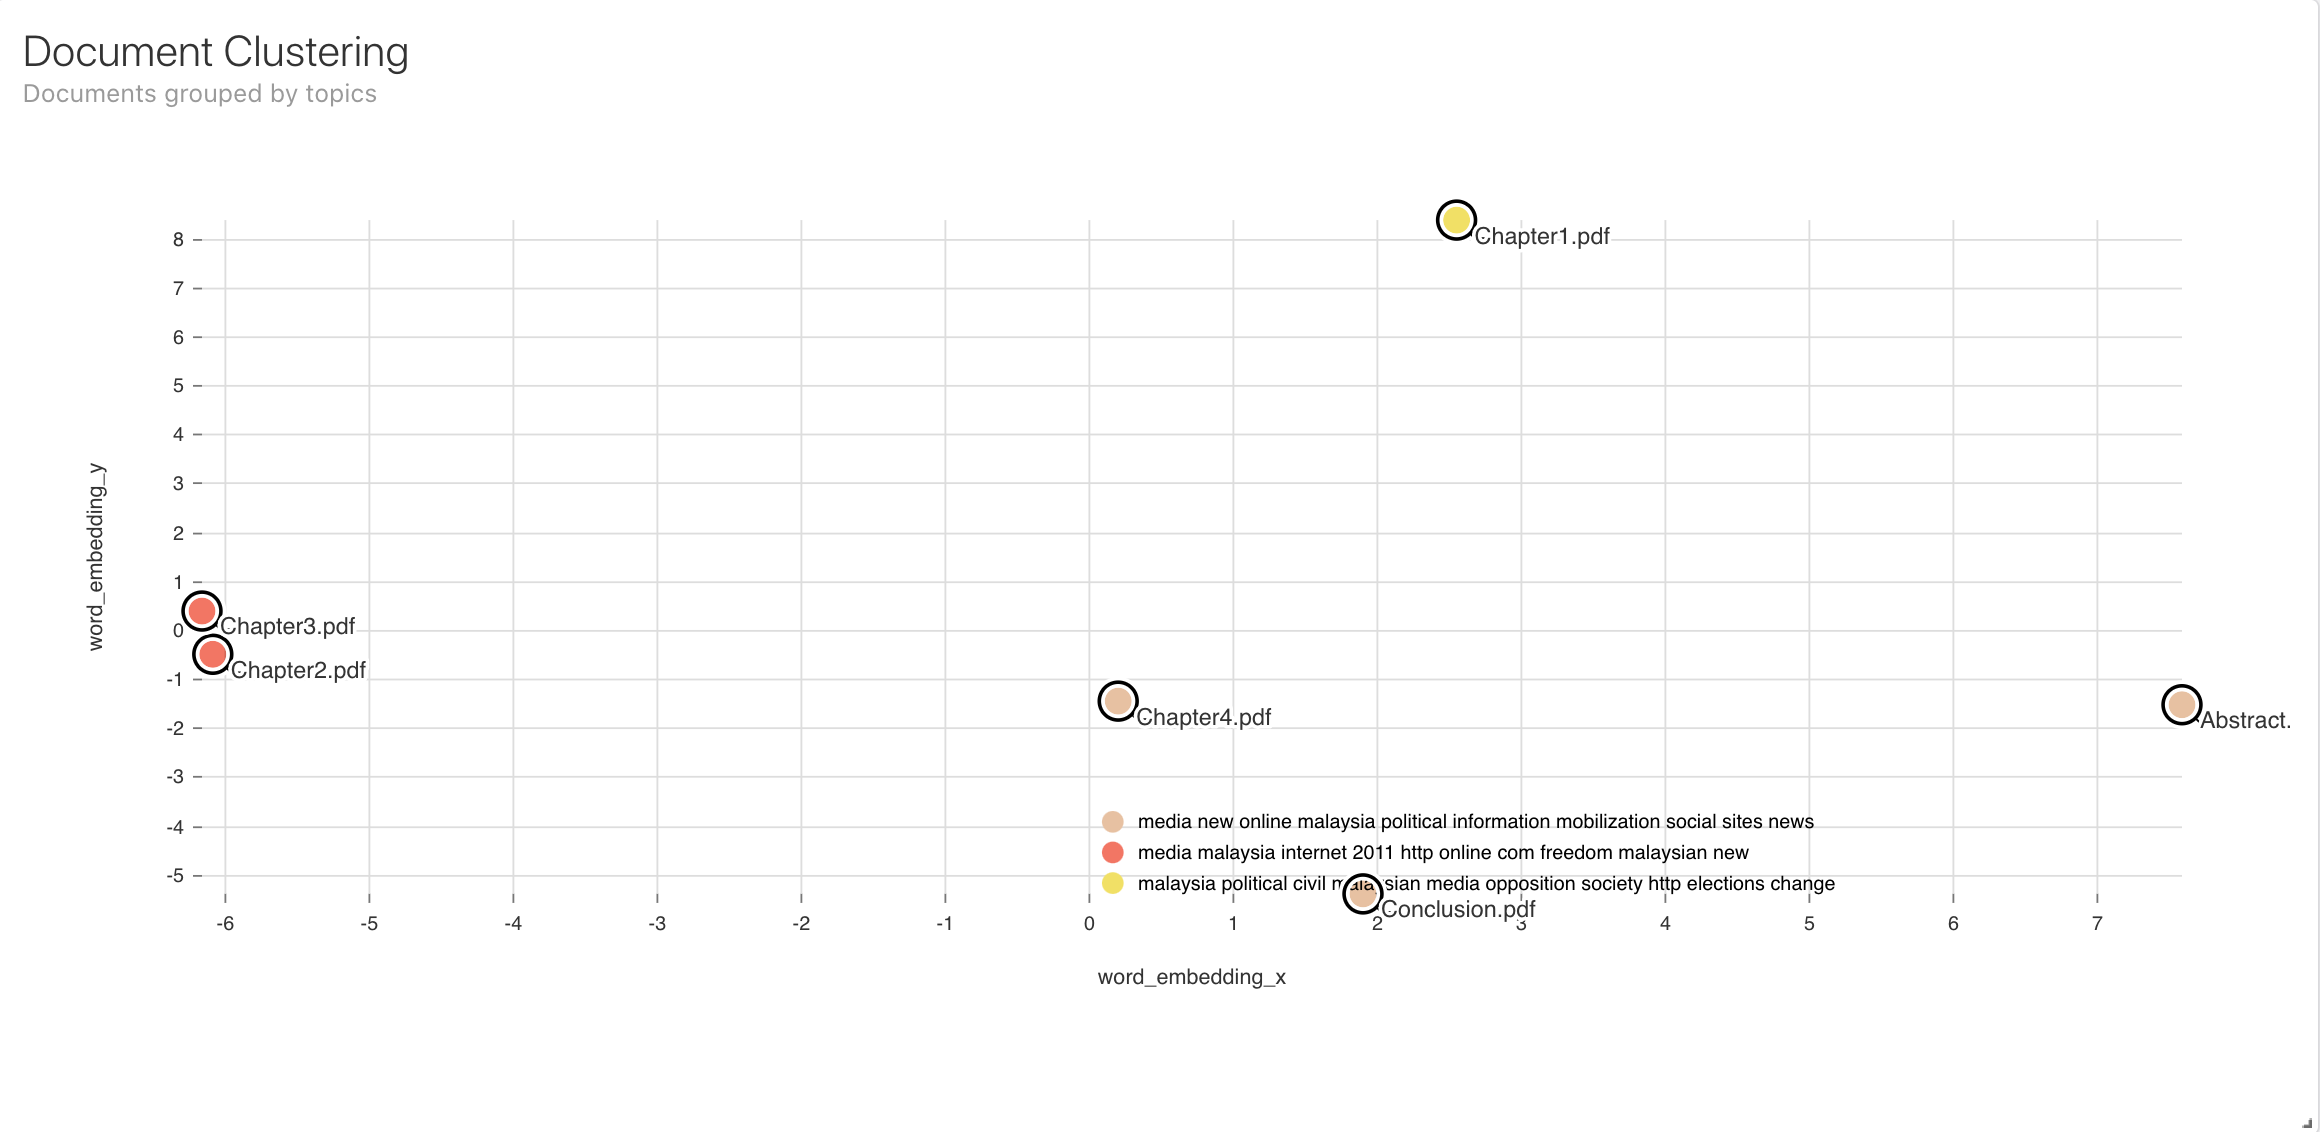 Document Clustering
Documents grouped by topics
8
7
6
5
4
3
2
1
0
-1
-2
-3
-4
-5
word_embedding_y
Chapter1.pdf
Chapter3.pdf
Chapter2.pdf
Chapter4.pdf
Abstract.
media new online malaysia political information mobilization social sites news
media malaysia internet 2011 http online com freedom malaysian new
malaysia political civil malaysian media opposition society http elections change
Conclusion.pdf
-6 -5 -4 -3 -2 -1 0 1 2 3 4 5 6 7
word_embedding_x